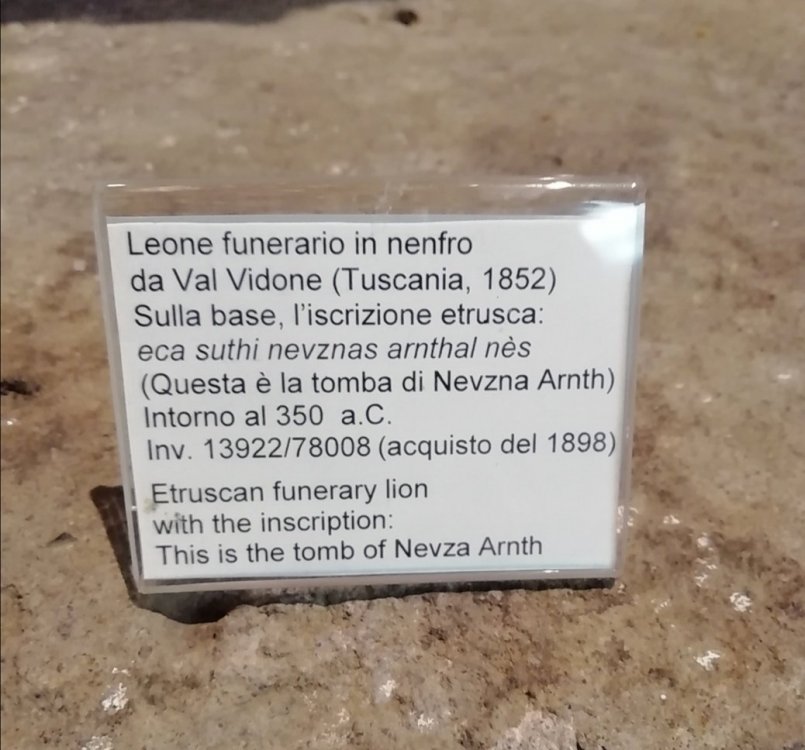 Leone funerario in nenfro
da Val Vidone (Tuscania, 1852)
Sulla base, l'iscrizione etrusca:
eca suthi nevznas arnthal nès
(Questa è la tomba di Nevzna Arnth)
Intorno al 350  a.C.
Inv. 13922/78008 (acquisto del 1898)
Etruscan funerary lion
with the inscription:
This is the tomb of Nevza Arnth